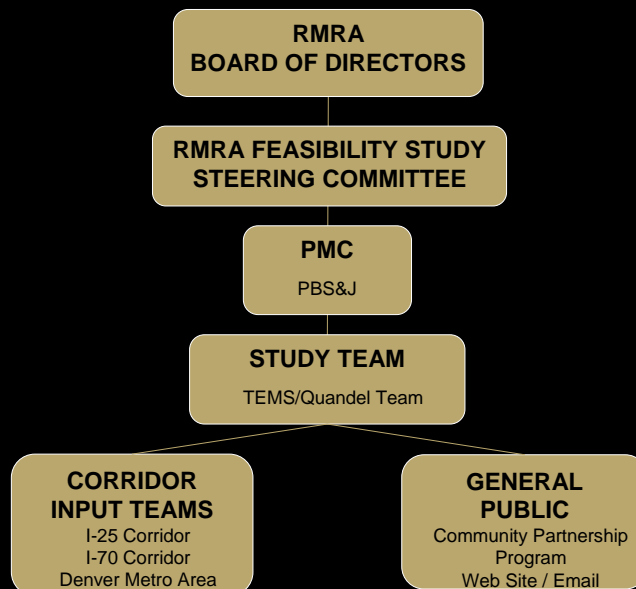 RMRA
BOARD OF DIRECTORS
RMRA FEASIBILITY STUDY
STEERING COMMITTEE
PMC
PBS&J
STUDY TEAM
TEMS/Quandel Team
CORRIDOR
INPUT TEAMS
I-25 Corridor
I-70 Corridor
Denver Metro Area
GENERAL
PUBLIC
Community Partnership
Program
Web Site / Email